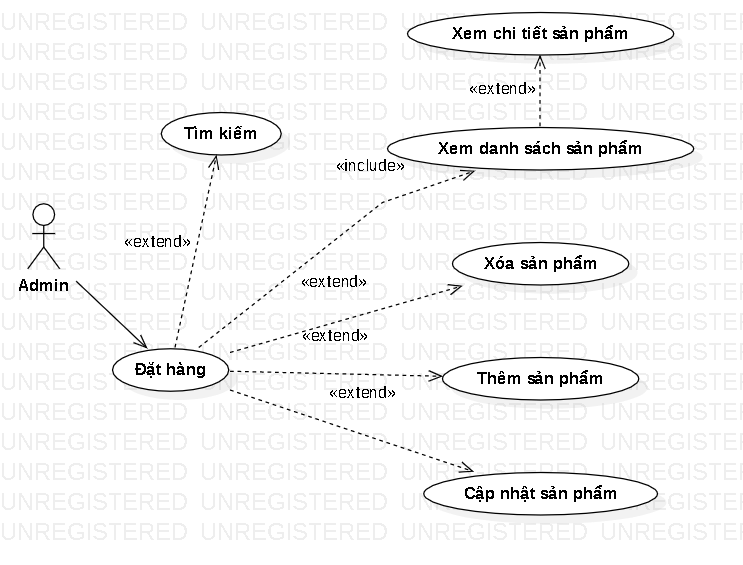 Xem chi tiết sản phẩm
«extend»
Tìm kiếm
Xem danh sách sản phẩm
«include»
«extend»
Admin
Xóa sản phẩm
«extend»
«extend»
Đặt hàng
Thêm sản phẩm
«extend»
Cập nhật sản phẩm
UNREGISTERED